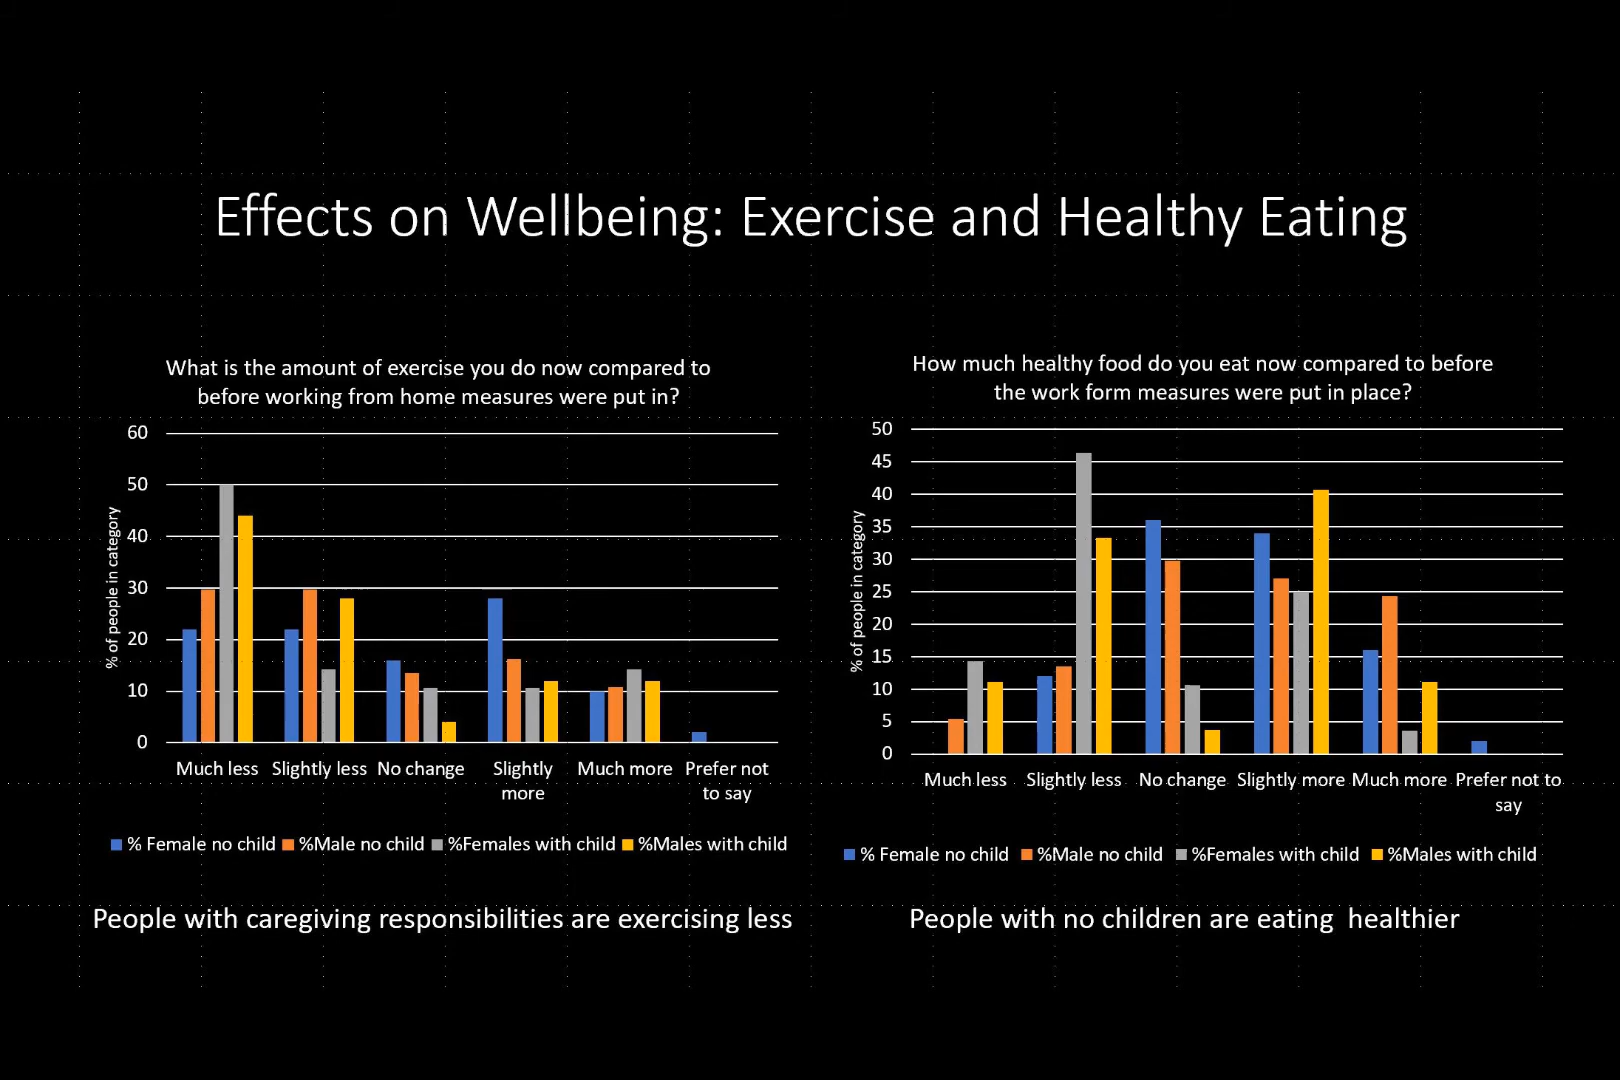 Effects on Wellbeing: Exercise and Healthy Eating
What is the amount of exercise you do now compared to
before working from home measures were put in?
60
50
40
30
20
10
0
% of people in category
Much less Slightly less No change Slightly more Much more Prefer not to say
% Female no child %Male no child %Females with child %Males with child
People with caregiving responsibilities are exercising less
How much healthy food do you eat now compared to before
the work form measures were put in place?
50
45
40
35
30
25
20
15
10
5
0
% of people in category
Much less Slightly less No change Slightly more Much more Prefer not to say
% Female no child %Male no child %Females with child %Males with child
People with no children are eating healthier